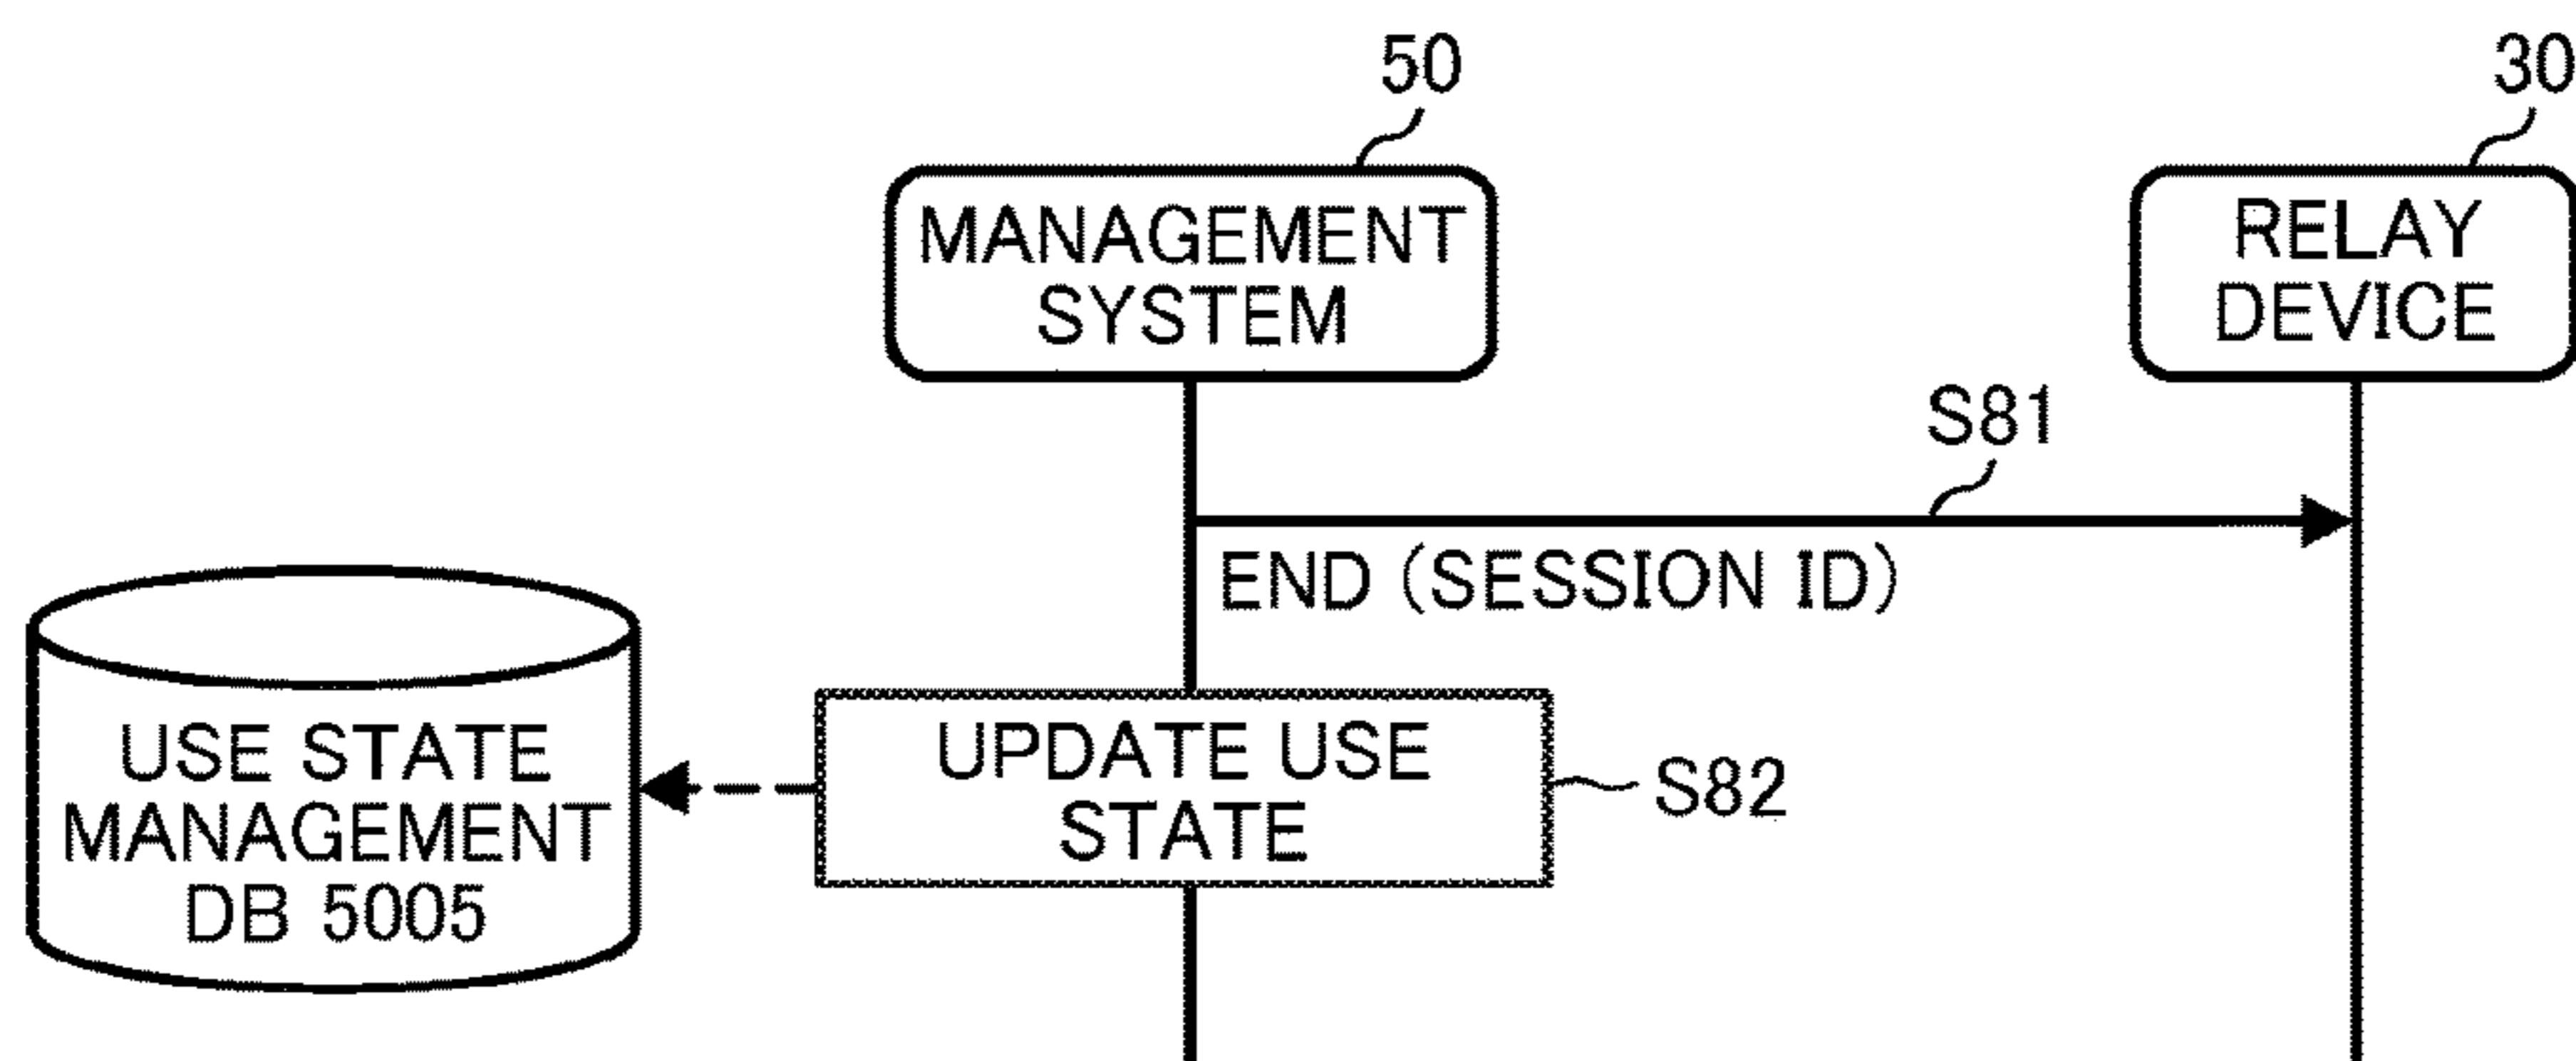 50
30
MANAGEMENT
SYSTEM
RELAY
DEVICE
S81
END (SESSION ID)
USE STATE
MANAGEMENT
DB 5005
UPDATE USE
STATE
S82